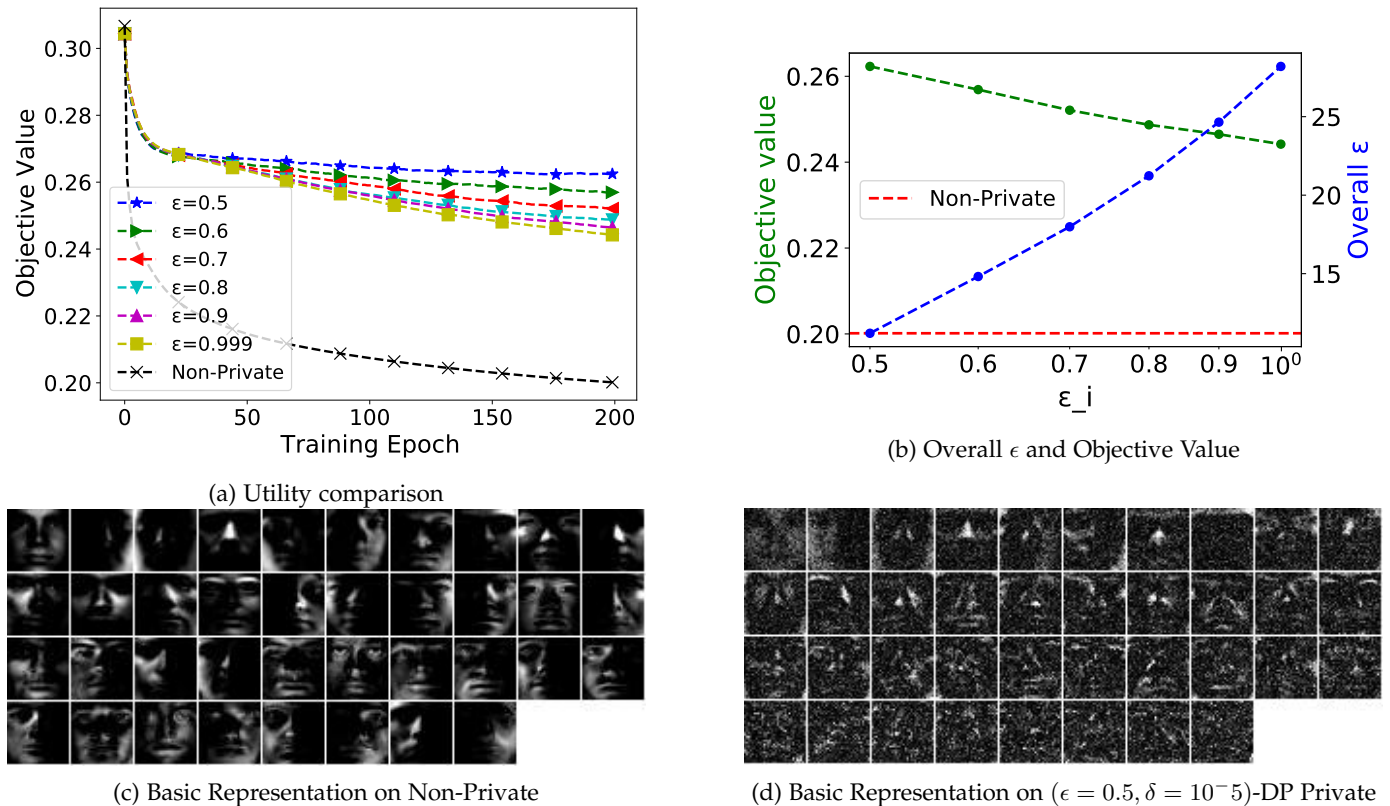 0.30
0.28
0.26
0.24
0.22
0.20
Objective Value
ε=0.5
ε=0.6
ε=0.7
ε=0.8
ε=0.9
ε=0.999
Non-Private
0 50 100 150 200
Training Epoch
(a) Utility comparison
0.26
0.24
0.22
0.20
Objective value
Non-Private
25
20
15
Overall ε
0.5 0.6 0.7 0.8 0.9 10⁰
ε_i
(b) Overall ϵ and Objective Value
(c) Basic Representation on Non-Private
(d) Basic Representation on (ϵ = 0.5, δ = 10⁻5)-DP Private